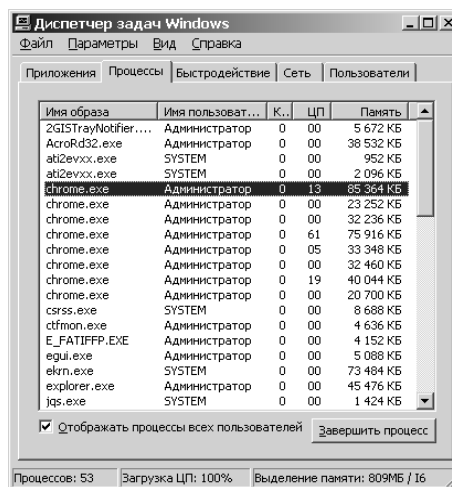 Диспетчер задач Windows
Файл Параметры Вид Справка
Приложения Процессы Быстродействие Сеть Пользователи
Имя образа Имя пользоват... К... ЦП Память
2GISTrayNotifier.... Администратор 0 00 5 672 КБ
AcroRd32.exe Администратор 0 00 38 532 КБ
ati2evxx.exe SYSTEM 0 00 952 КБ
ati2evxx.exe SYSTEM 0 00 2 096 КБ
chrome.exe Администратор 0 13 85 364 КБ
chrome.exe Администратор 0 00 23 252 КБ
chrome.exe Администратор 0 00 32 236 КБ
chrome.exe Администратор 0 61 75 916 КБ
chrome.exe Администратор 0 05 33 348 КБ
chrome.exe Администратор 0 00 32 460 КБ
chrome.exe Администратор 0 19 40 044 КБ
chrome.exe Администратор 0 00 20 700 КБ
csrss.exe SYSTEM 0 00 8 688 КБ
ctfmon.exe Администратор 0 00 4 636 КБ
E_FATIFFP.EXE Администратор 0 00 4 152 КБ
egui.exe Администратор 0 00 5 088 КБ
ekrn.exe SYSTEM 0 00 73 484 КБ
explorer.exe Администратор 0 00 45 476 КБ
jqs.exe SYSTEM 0 00 1 424 КБ
Отображать процессы всех пользователей Завершить процесс
Процессов: 53 Загрузка ЦП: 100% Выделение памяти: 809МБ / 16